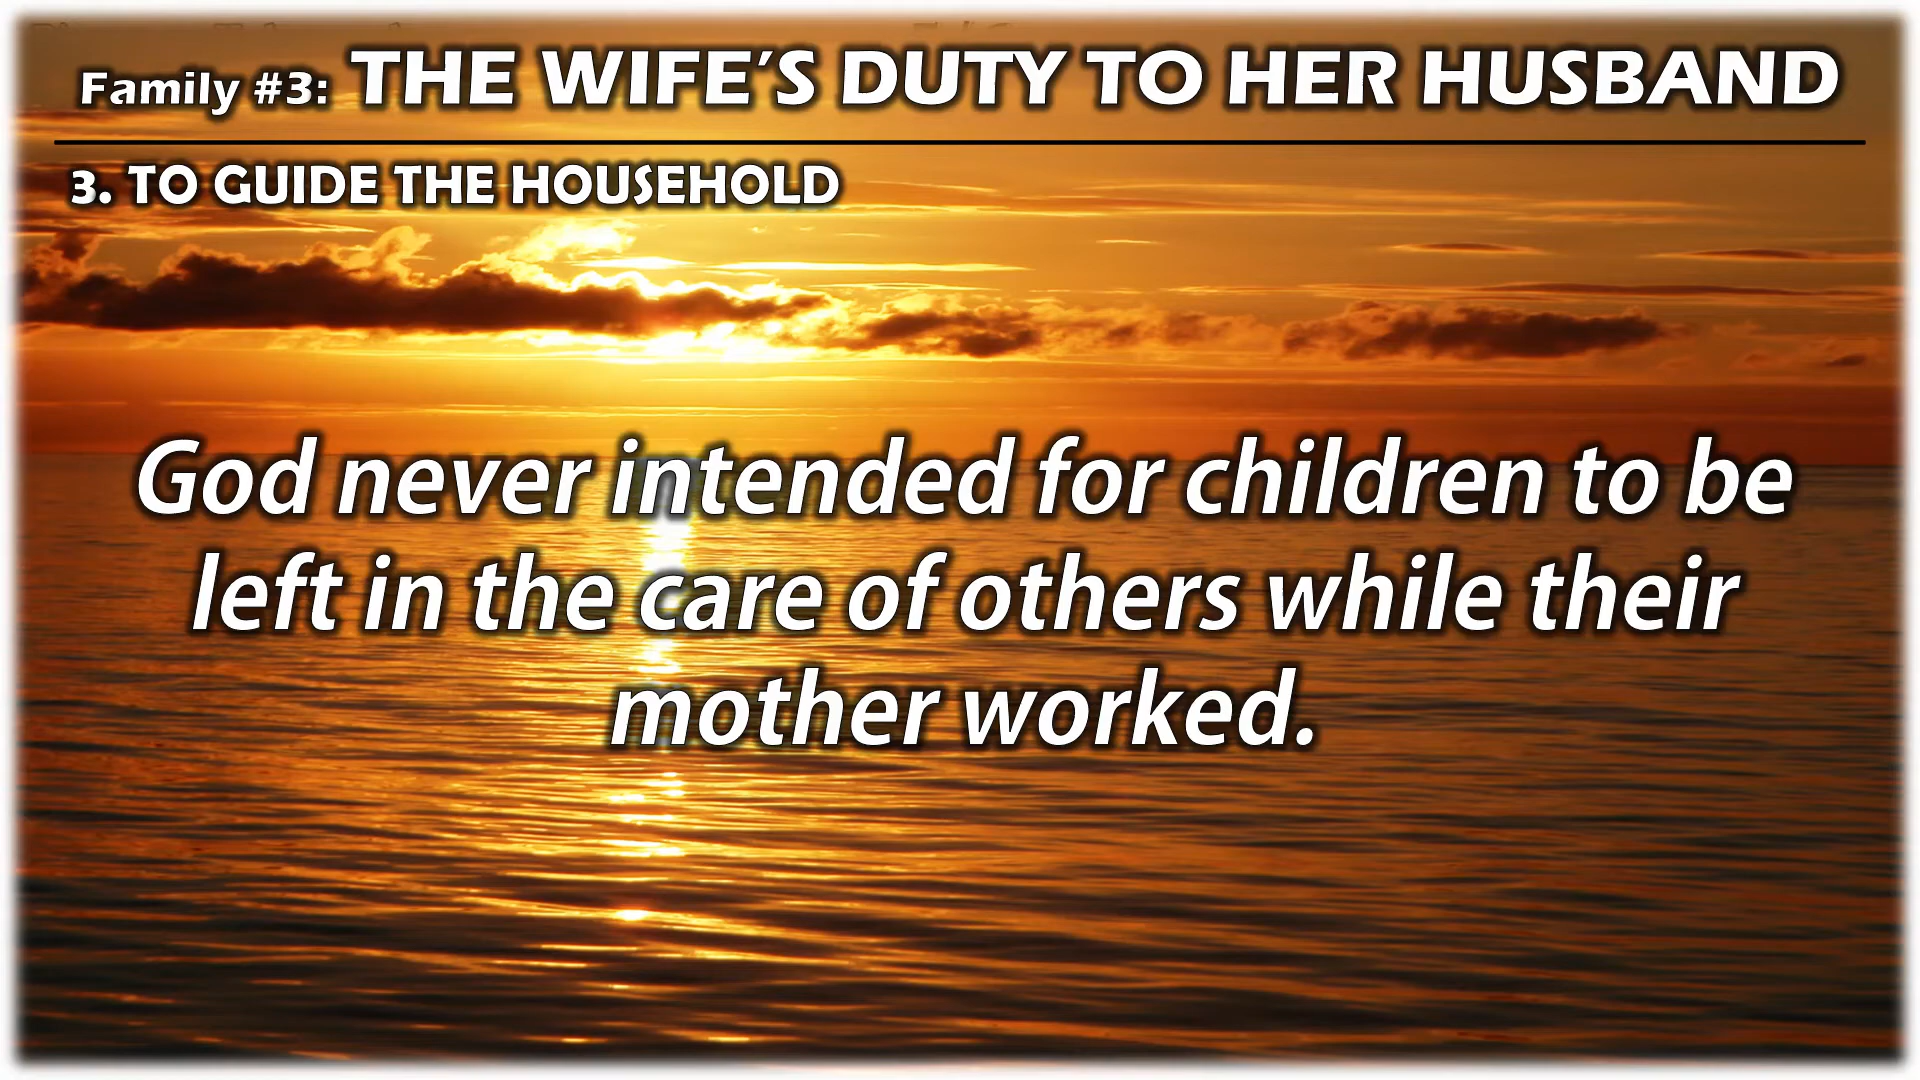 Family #3: THE WIFE’S DUTY TO HER HUSBAND
3. TO GUIDE THE HOUSEHOLD
God never intended for children to be
left in the care of others while their
mother worked.